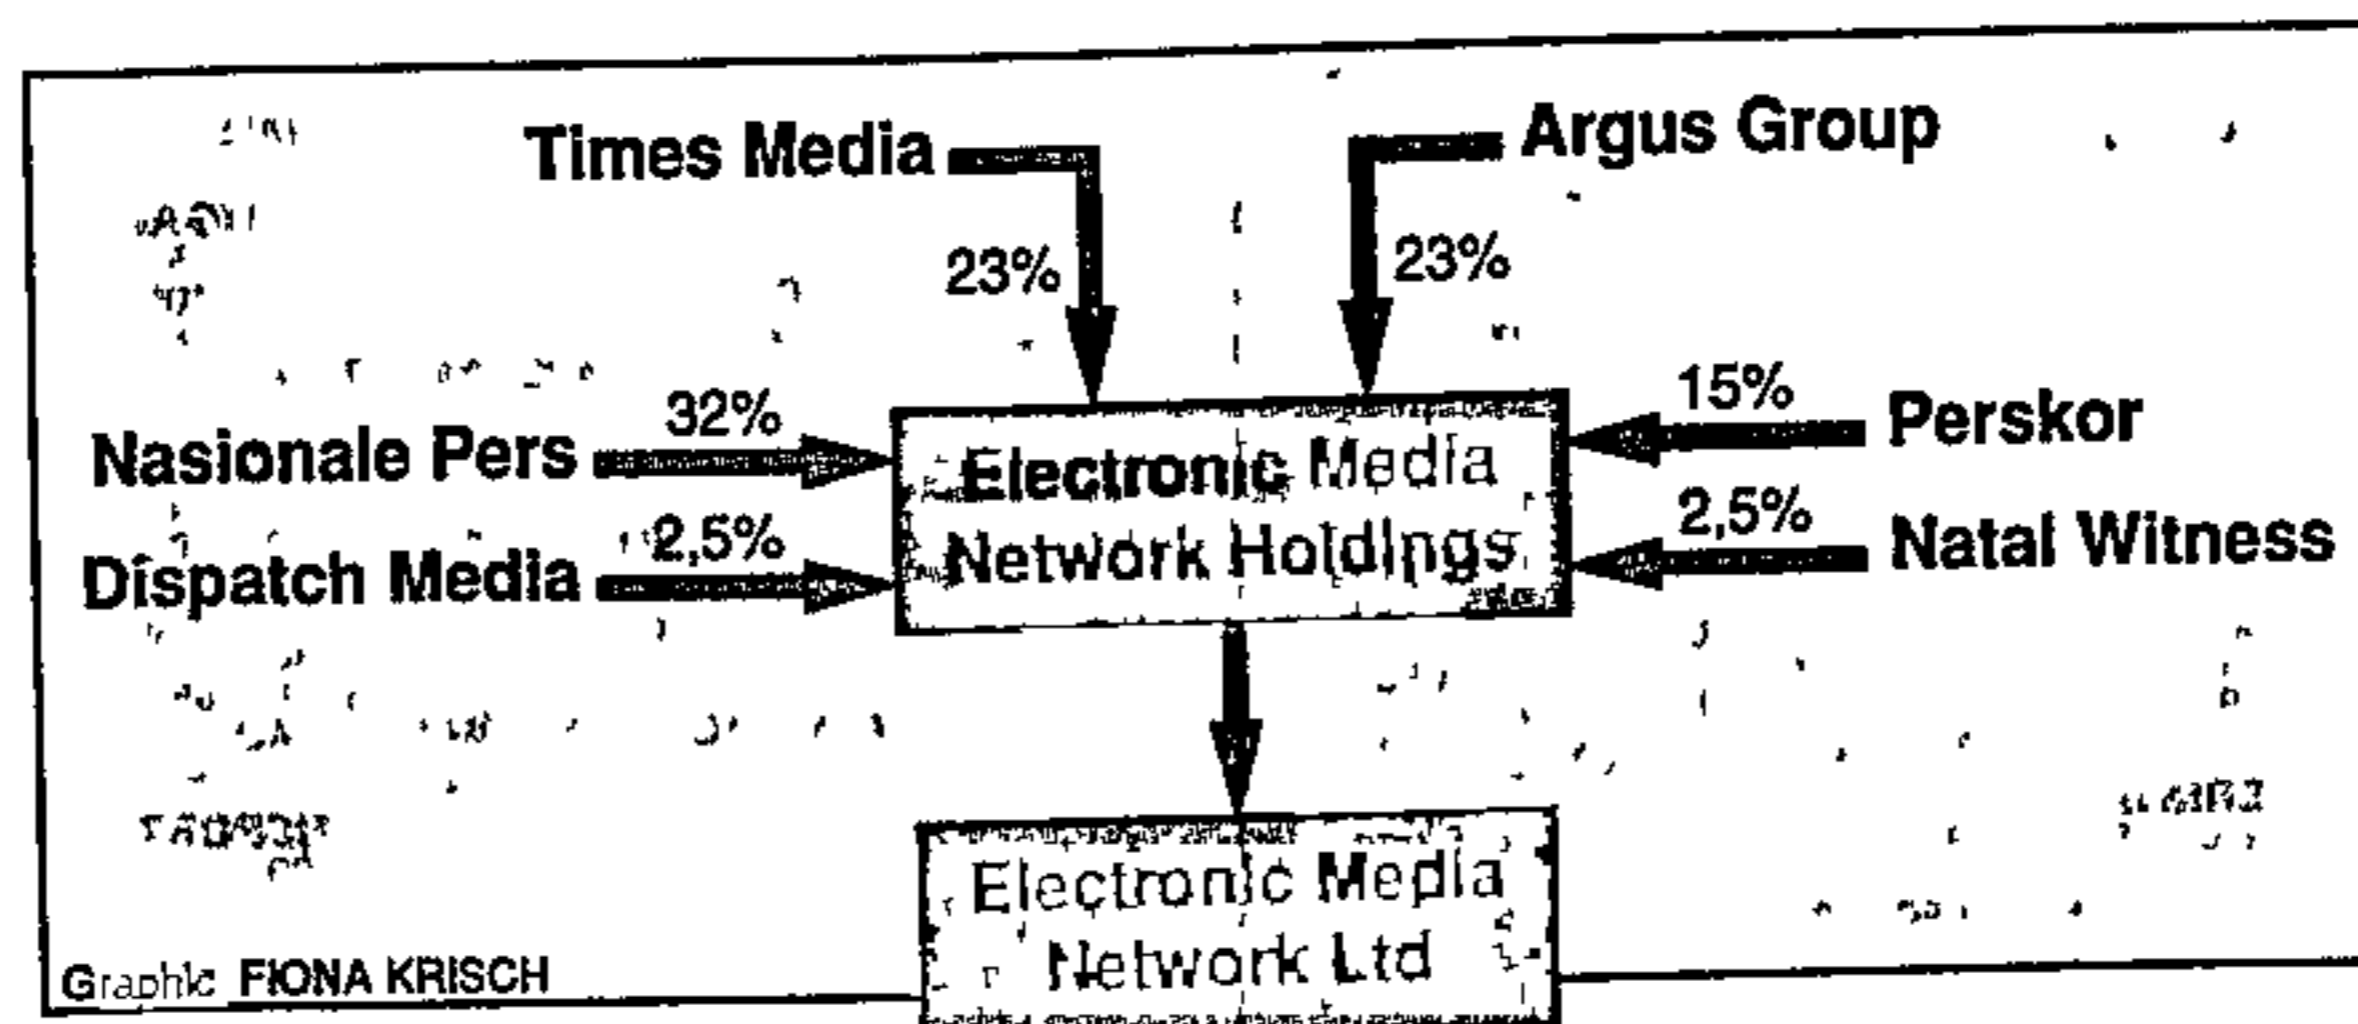 Times Media
Argus Group
23%
23%
32%
15%
Nasionale Pers
Perskor
Electronic Media
Network Holdings
2,5%
2,5%
Dispatch Media
Natal Witness
Electronic Media
Network Ltd
Graphic FIONA KRISCH